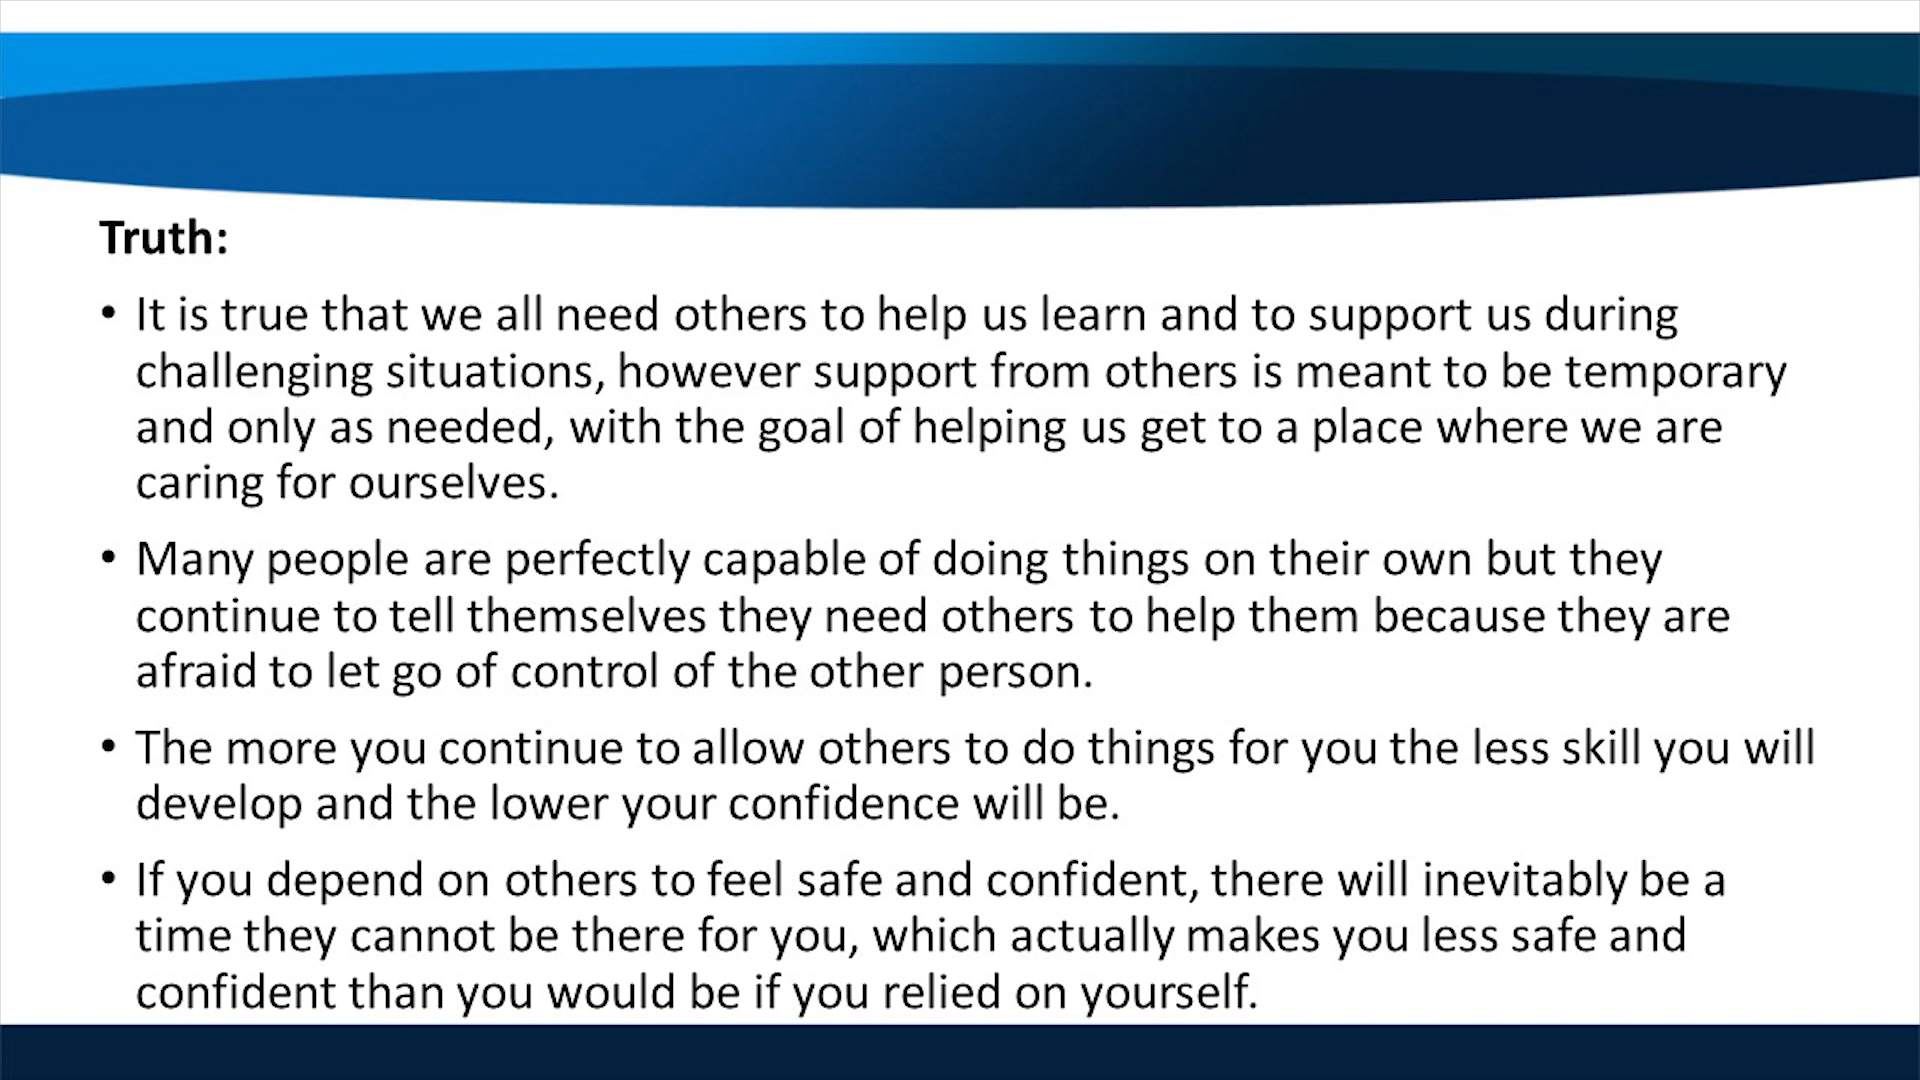 Truth:
• It is true that we all need others to help us learn and to support us during
challenging situations, however support from others is meant to be temporary
and only as needed, with the goal of helping us get to a place where we are
caring for ourselves.
• Many people are perfectly capable of doing things on their own but they
continue to tell themselves they need others to help them because they are
afraid to let go of control of the other person.
• The more you continue to allow others to do things for you the less skill you will
develop and the lower your confidence will be.
• If you depend on others to feel safe and confident, there will inevitably be a
time they cannot be there for you, which actually makes you less safe and
confident than you would be if you relied on yourself.